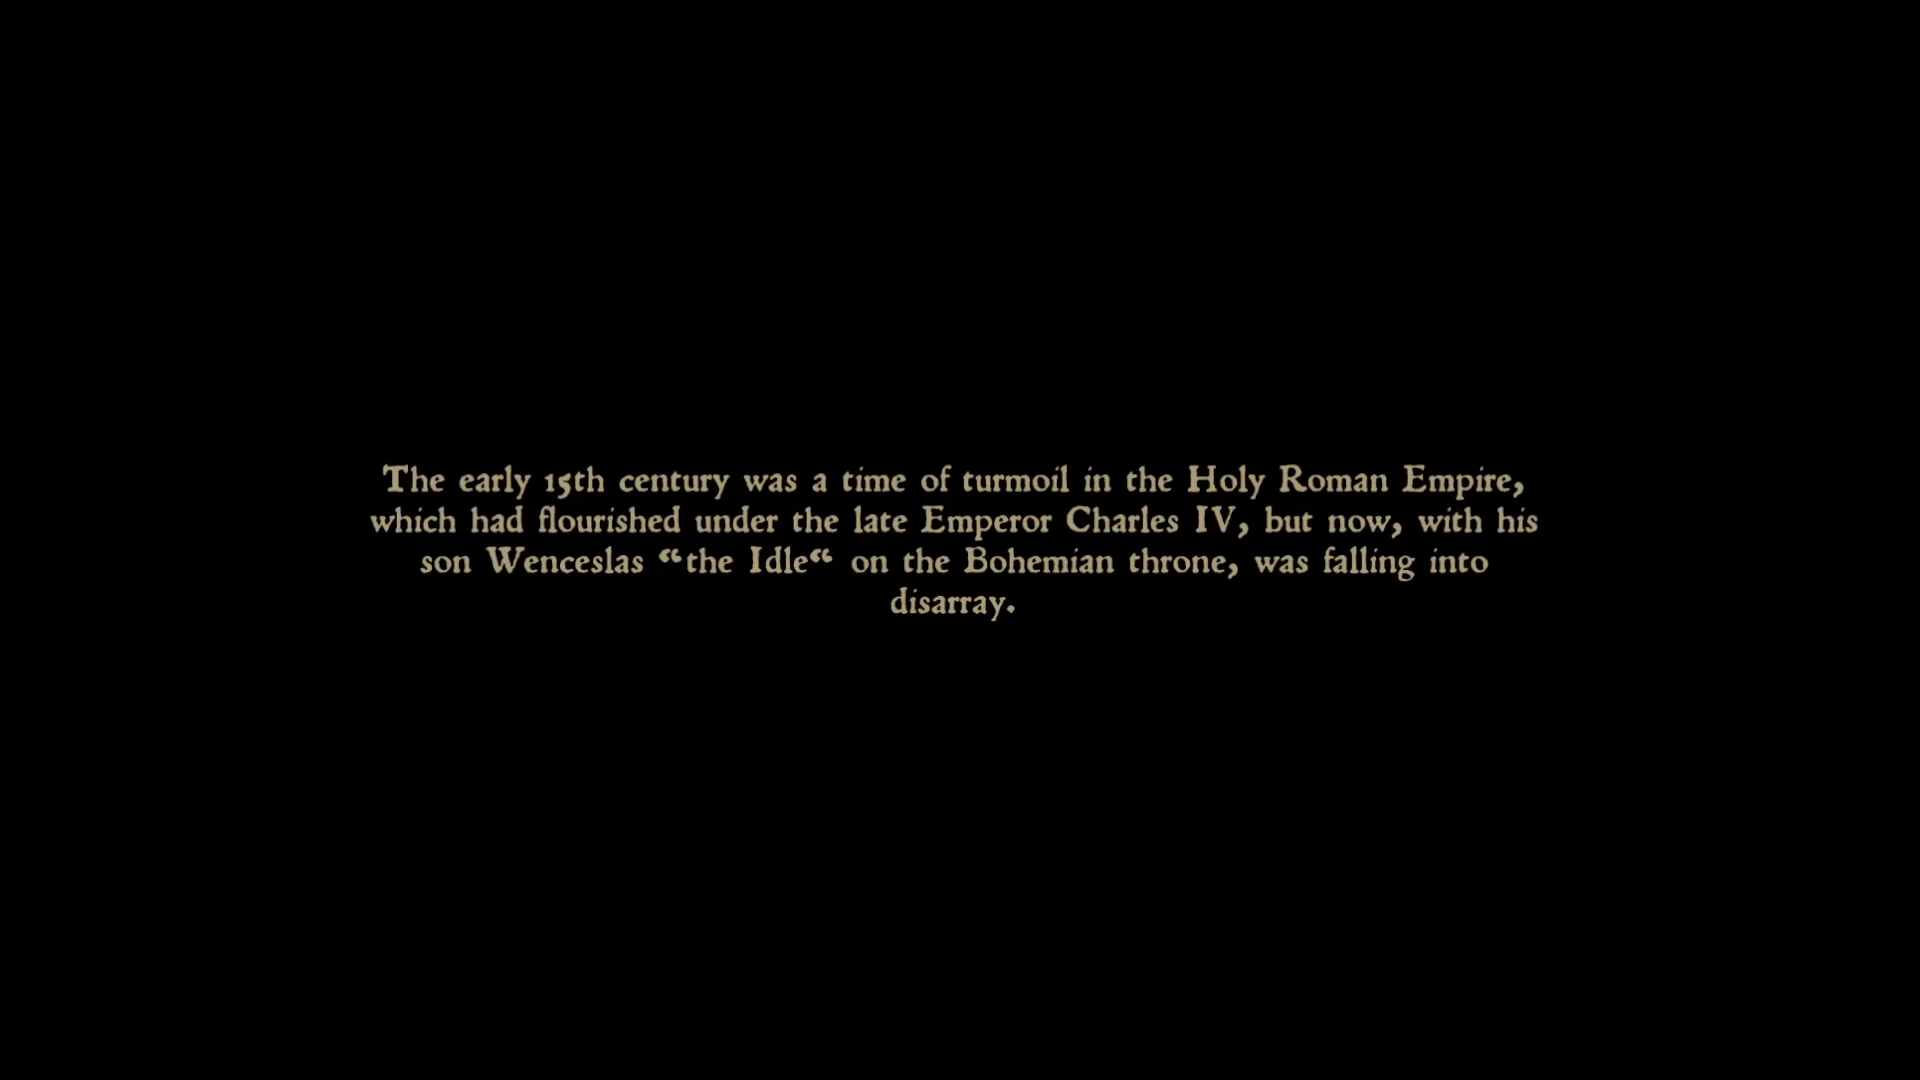 The early 15th century was a time of turmoil in the Holy Roman Empire,
which had flourished under the late Emperor Charles IV, but now, with his
son Wenceslas “the Idle“ on the Bohemian throne, was falling into
disarray.